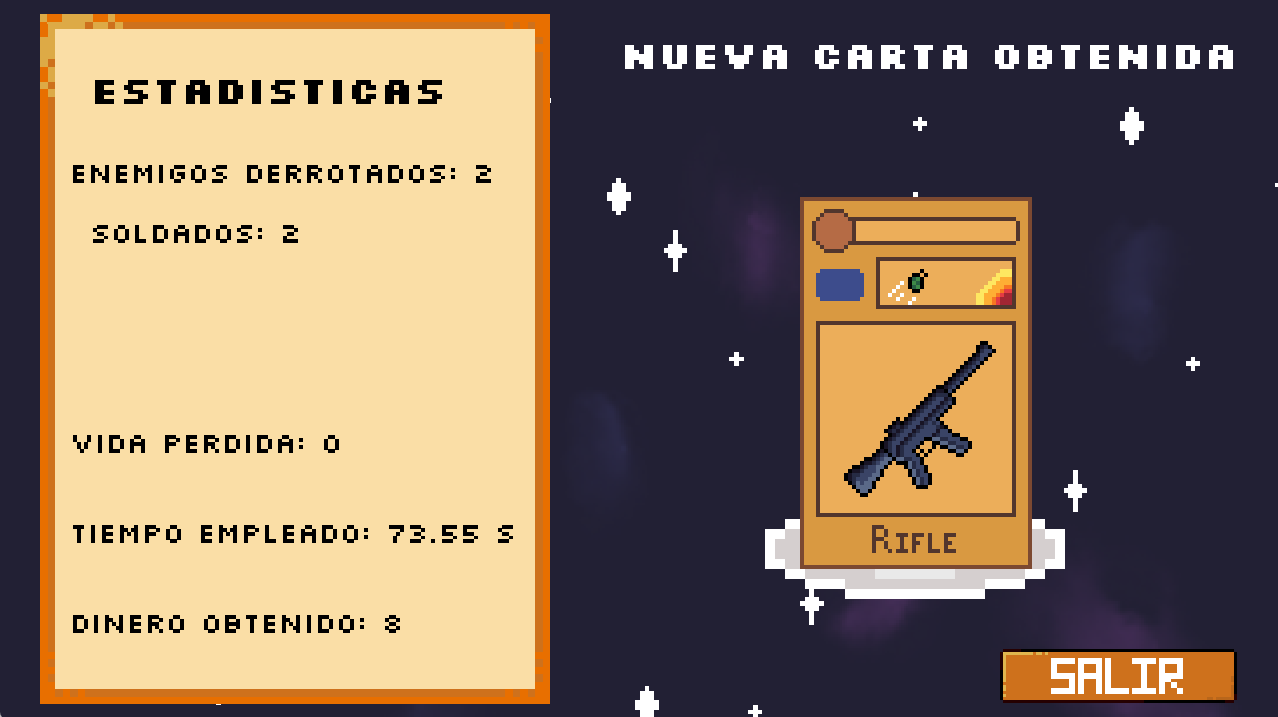 ESTADISTICAS
ENEMIGOS DERROTADOS: 2
SOLDADOS: 2
VIDA PERDIDA: 0
TIEMPO EMPLEADO: 73.55 S
DINERO OBTENIDO: 8
NUEVA CARTA OBTENIDA
RIFLE
SALIR